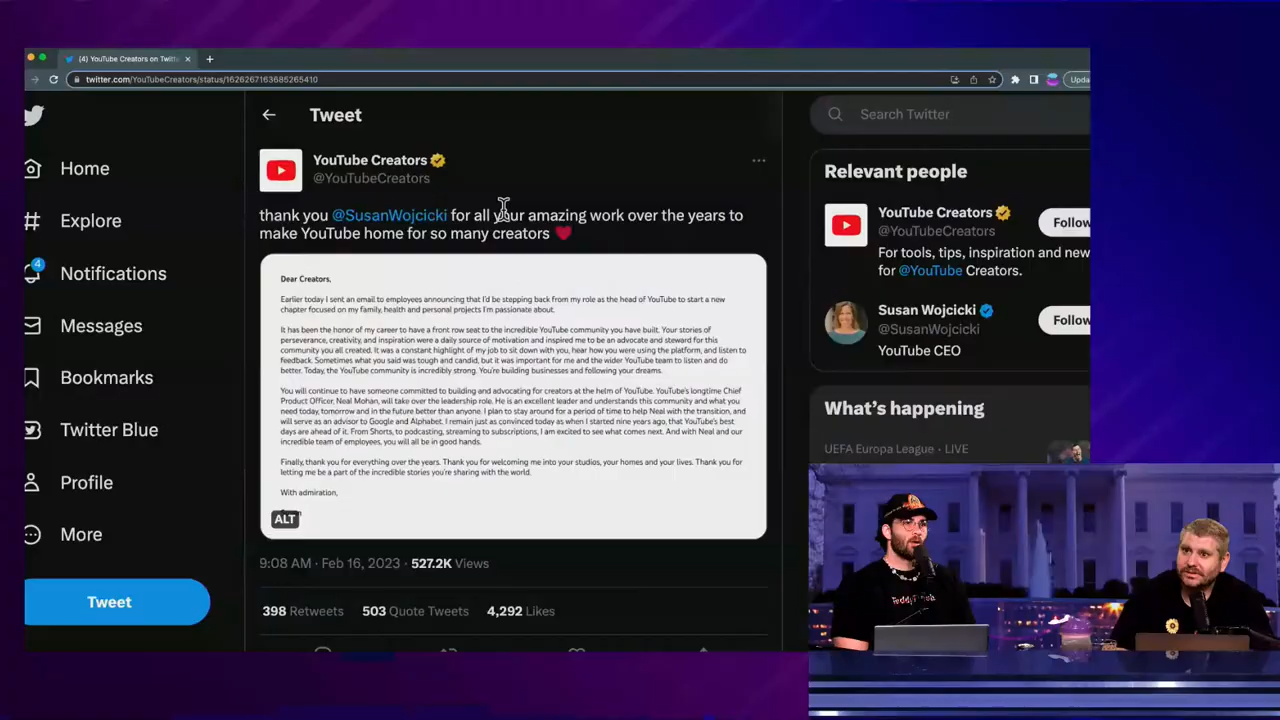 (4) YouTube Creators on Twitt
twitter.com/YouTubeCreators/status/1626267163685265410
Upda
Tweet
Search Twitter
Home
Explore
4
Notifications
Messages
Bookmarks
Twitter Blue
Profile
More
Tweet
YouTube Creators
@YouTubeCreators
thank you @SusanWojcicki for all your amazing work over the years to
make YouTube home for so many creators
Dear Creators,
Earlier today I sent an email to employees announcing that I'd be stepping back from my role as the head of YouTube to start a new
chapter focused on my family, health and personal projects I'm passionate about.
It has been the honor of my career to have a front row seat to the incredible YouTube community you have built. Your stories of
perseverance, creativity, and inspiration were a daily source of motivation and inspired me to be an advocate and steward for this
community you all created. It was a constant highlight of my job to sit down with you, hear how you were using the platform, and listen to
feedback. Sometimes what you said was tough and candid, but it was important for me and the wider YouTube team to listen and do
better. Today, the YouTube community is incredibly strong. You're building businesses and following your dreams.
You will continue to have someone committed to building and advocating for creators at the helm of YouTube. YouTube's longtime Chief
Product Officer, Neal Mohan, will take over the leadership role. He is an excellent leader and understands this community and what you
need today, tomorrow and in the future better than anyone. I plan to stay around for a period of time to help Neal with the transition, and
will serve as an advisor to Google and Alphabet. I remain just as convinced today as when I started nine years ago, that YouTube's best
days are ahead of it. From Shorts, to podcasting, streaming to subscriptions, I am excited to see what comes next. And with Neal and our
incredible team of employees, you will all be in good hands.
Finally, thank you for everything over the years. Thank you for welcoming me into your studios, your homes and your lives. Thank you for
letting me be a part of the incredible stories you're sharing with the world.
With admiration,
ALT
9:08 AM · Feb 16, 2023 · 527.2K Views
398 Retweets 503 Quote Tweets 4,292 Likes
Relevant people
YouTube Creators
@YouTubeCreators
Follow
For tools, tips, inspiration and new
for @YouTube Creators.
Susan Wojcicki
@SusanWojcicki
Follow
YouTube CEO
What's happening
UEFA Europa League · LIVE